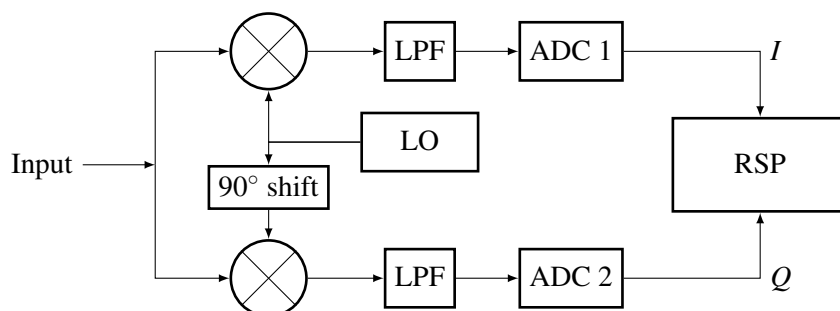 LPF
ADC 1
I
LO
Input
RSP
90° shift
LPF
ADC 2
Q